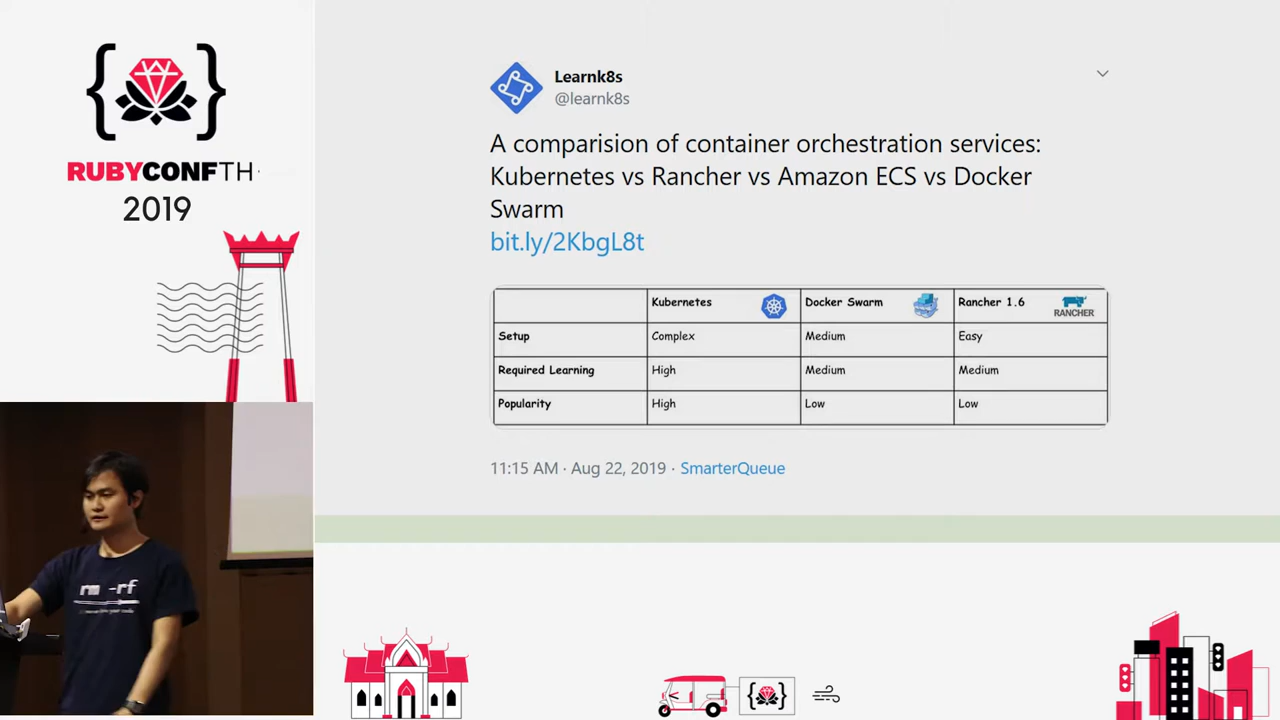 RUBYCONFTH
2019
Learnk8s
@learnk8s
A comparision of container orchestration services:
Kubernetes vs Rancher vs Amazon ECS vs Docker
Swarm
bit.ly/2KbgL8t
Kubernetes Docker Swarm Rancher 1.6 RANCHER
Setup Complex Medium Easy
Required Learning High Medium Medium
Popularity High Low Low
11:15 AM · Aug 22, 2019 · SmarterQueue
rm -rf